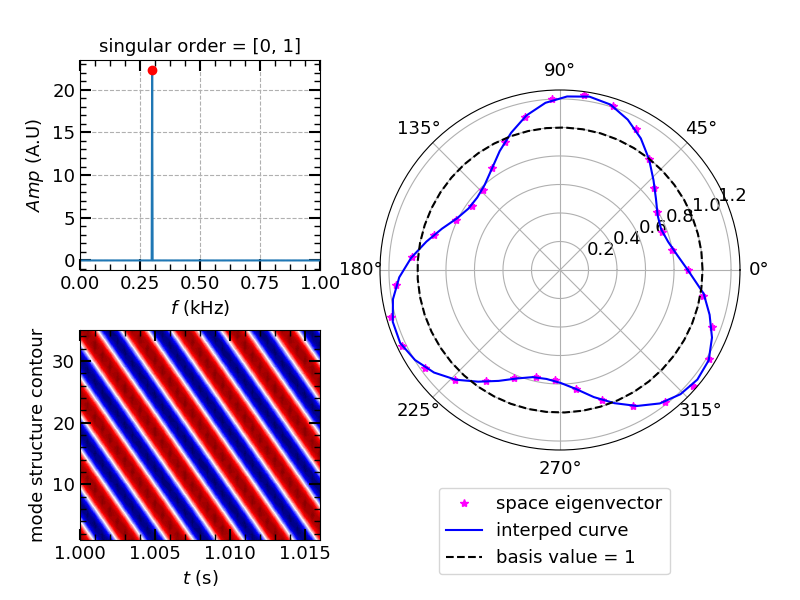 singular order = [0, 1]
20
15
10
5
0
Amp (A.U)
0.00 0.25 0.50 0.75 1.00
f (kHz)
30
20
10
mode structure contour
1.000 1.005 1.010 1.015
t (s)
90°
135° 45°
1.2
1.0
0.8
0.6
0.4
0.2
180° 0°
225° 315°
270°
space eigenvector
interped curve
basis value = 1